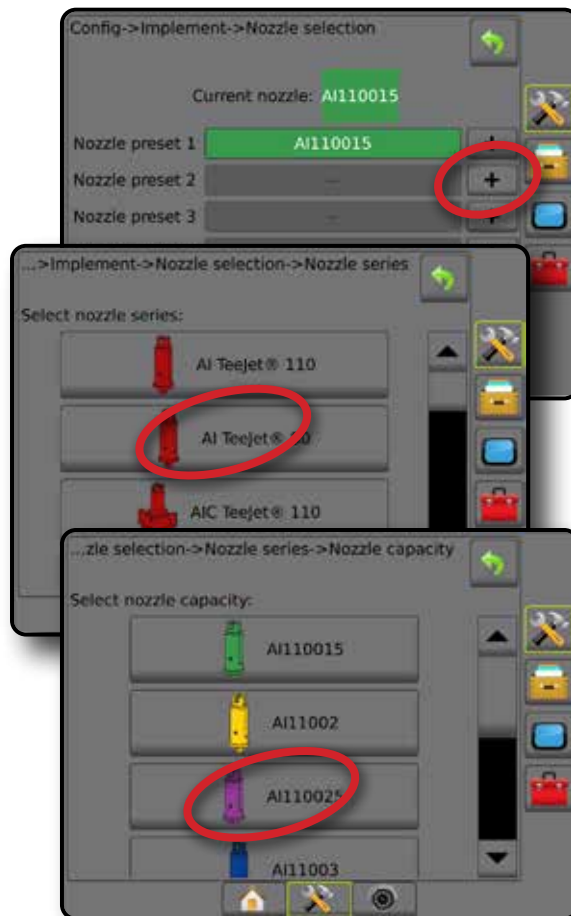 Config->Implement->Nozzle selection
Current nozzle: AI110015
Nozzle preset 1 AI110015 +
Nozzle preset 2 -- +
Nozzle preset 3 -- +
...>Implement->Nozzle selection->Nozzle series
Select nozzle series:
AI TeeJet® 110
AI TeeJet® 80
AIC TeeJet® 110
...zle selection->Nozzle series->Nozzle capacity
Select nozzle capacity:
AI110015
AI11002
AI110025
AI11003